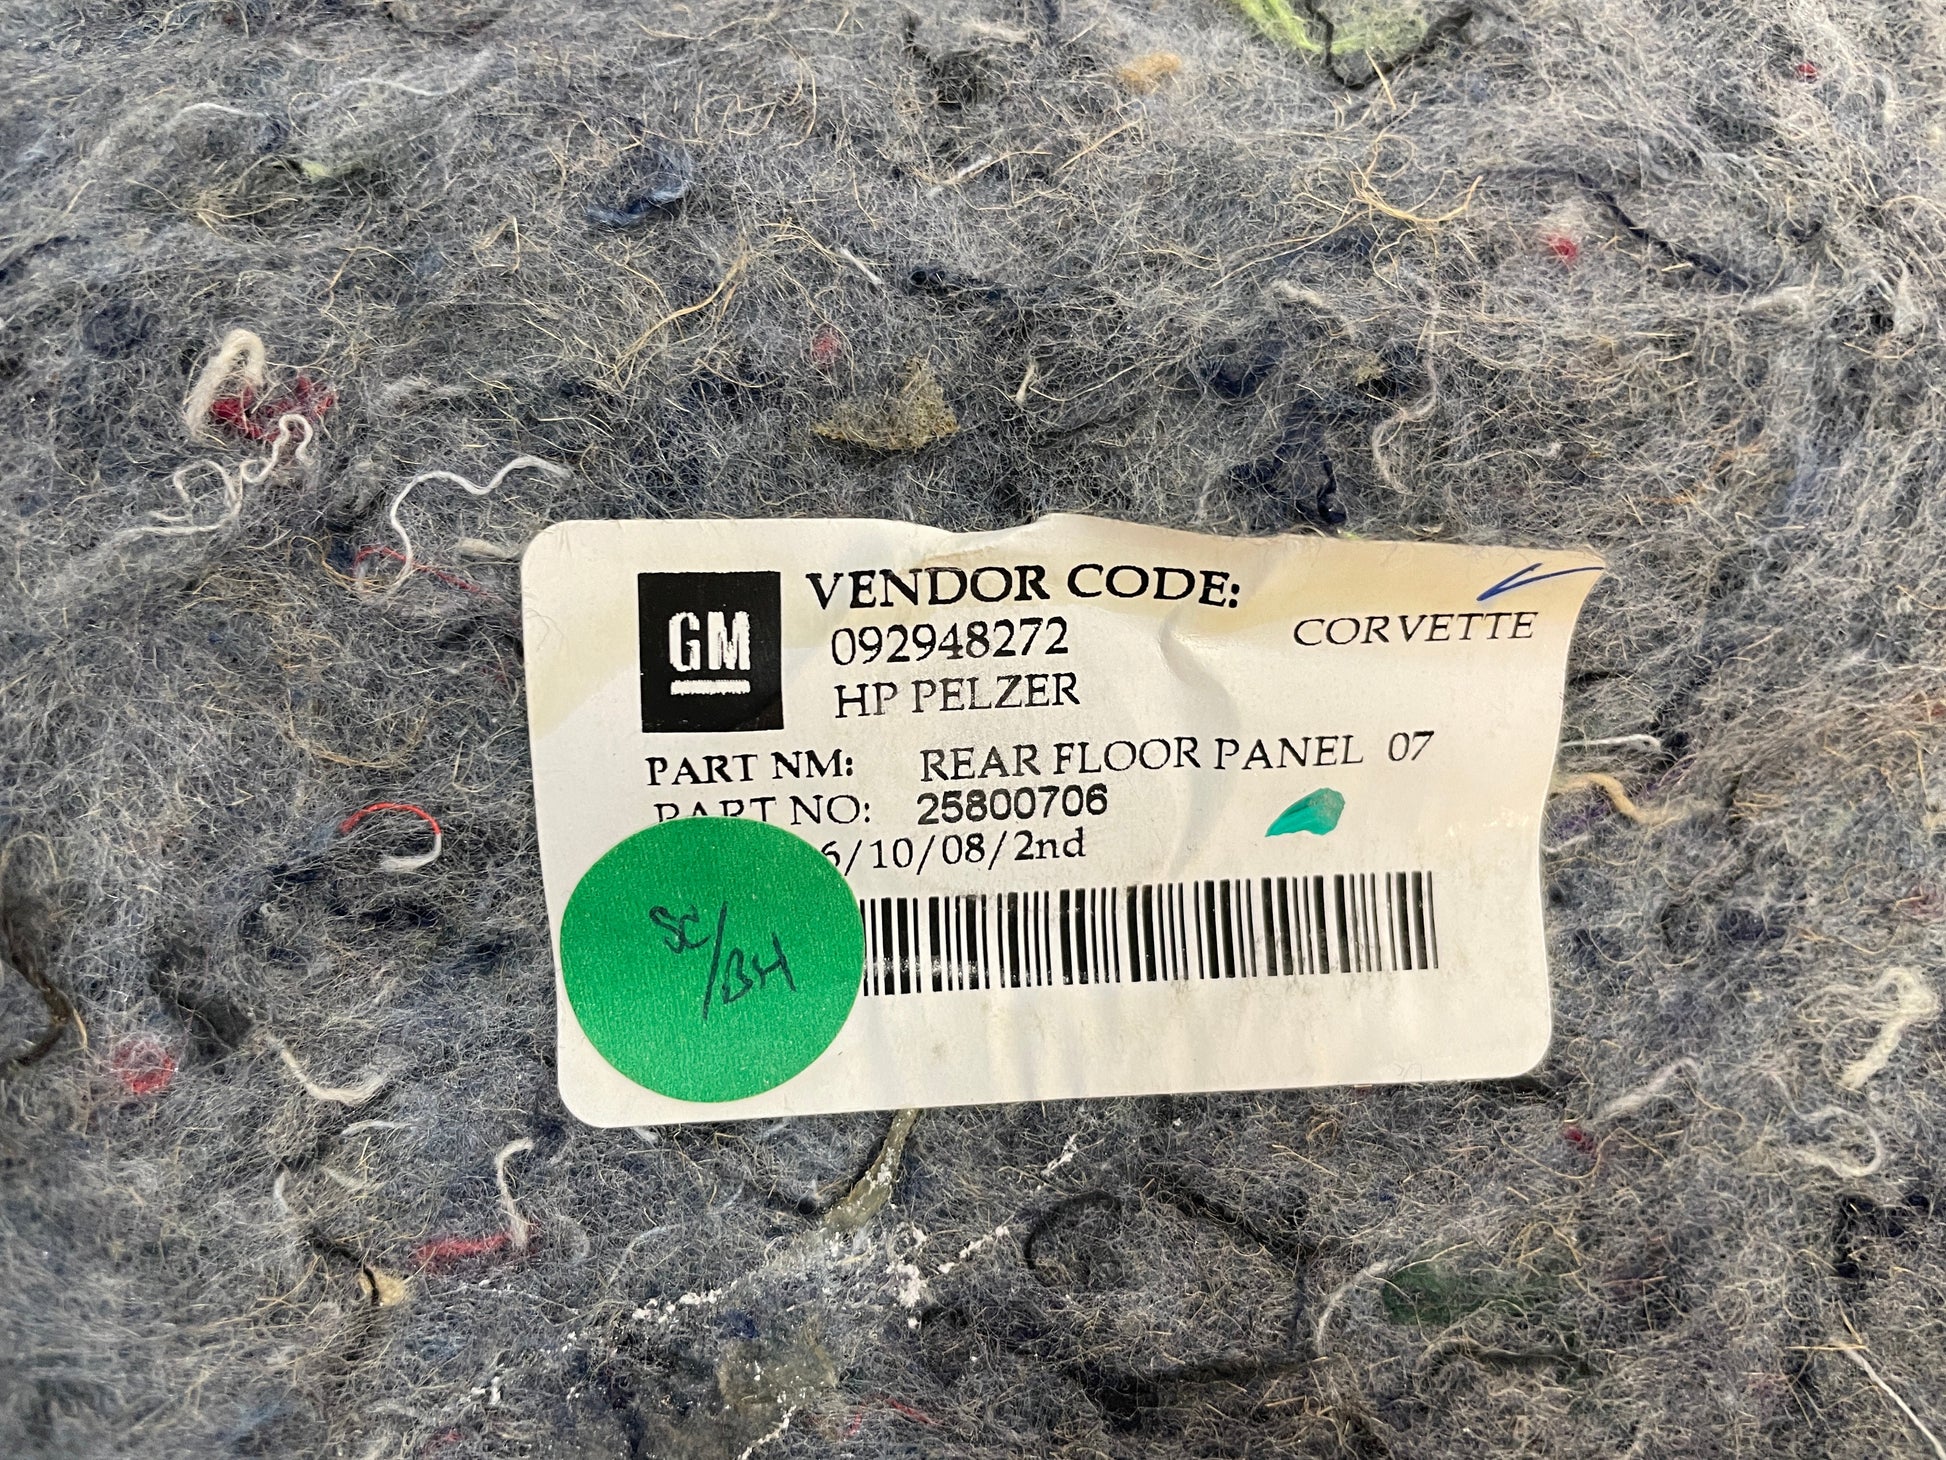 GM
VENDOR CODE:
092948272
HP PELZER
CORVETTE
PART NM: REAR FLOOR PANEL 07
PART NO: 25800706
6/10/08/2nd
SC/BH